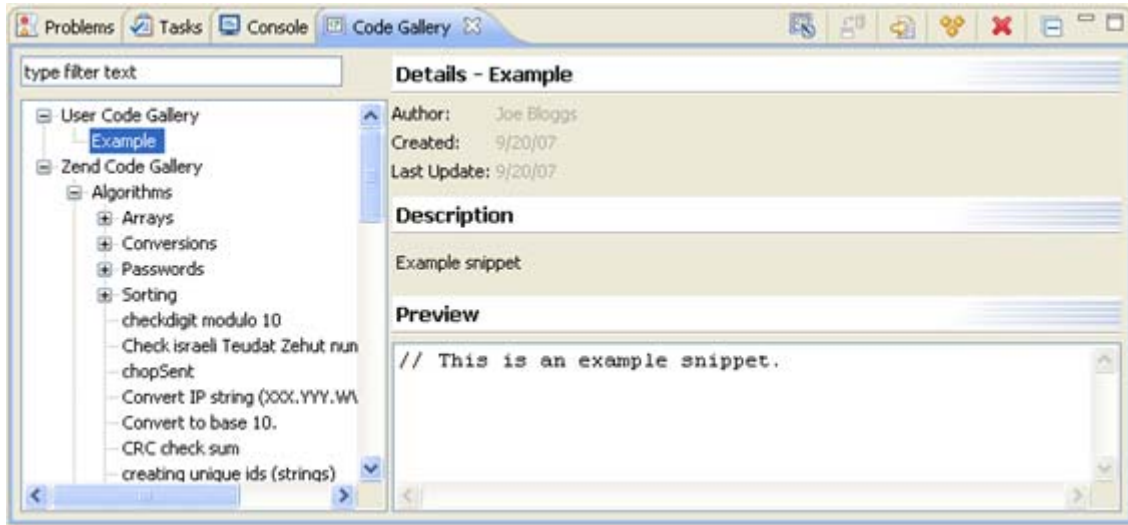 Problems Tasks Console Code Gallery
type filter text
User Code Gallery
Example
Zend Code Gallery
Algorithms
Arrays
Conversions
Passwords
Sorting
checkdigit modulo 10
Check israeli Teudat Zehut num
chopSent
Convert IP string (XXX.YYY.WV
Convert to base 10.
CRC check sum
creating unique ids (strings)
Details - Example
Author: Joe Bloggs
Created: 9/20/07
Last Update: 9/20/07
Description
Example snippet
Preview
// This is an example snippet.